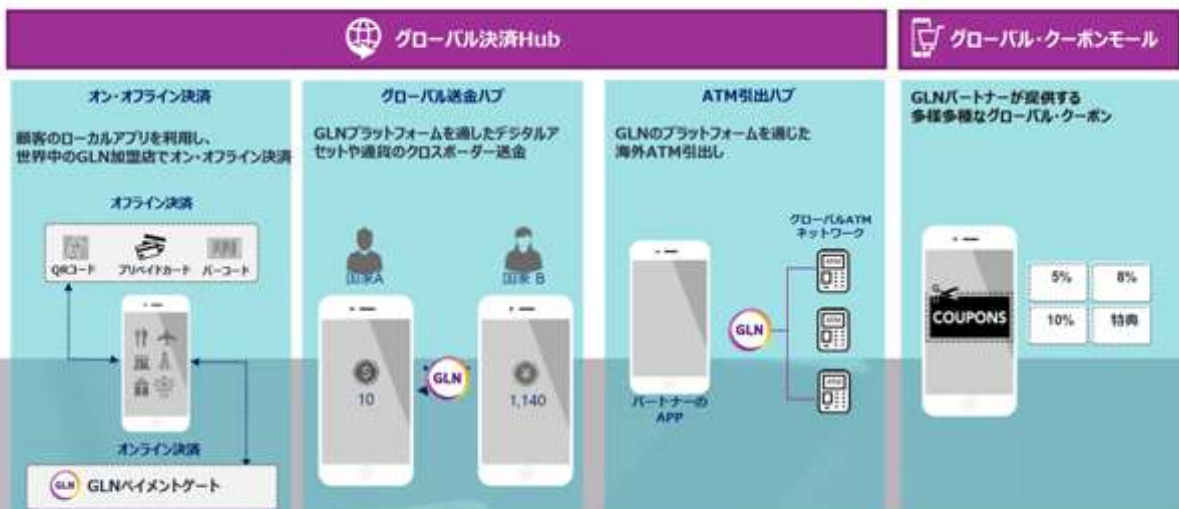 グローバル決済Hub
グローバル・クーポンモール
オン・オフライン決済
顧客のローカルアプリを利用し、
世界中のGLN加盟店でオン・オフライン決済
オフライン決済
QRコード
プリペイドカード
バーコード
オンライン決済
GLN
GLNペイメントゲート
グローバル送金ハブ
GLNプラットフォームを通したデジタルア
セットや通貨のクロスボーダー送金
国家A
国家 B
$
10
GLN
¥
1,140
ATM引出ハブ
GLNのプラットフォームを通じた
海外ATM引出し
グローバルATM
ネットワーク
ATM
GLN
ATM
ATM
パートナーの
APP
GLNパートナーが提供する
多種多様なグローバル・クーポン
COUPONS
5%
8%
10%
特典